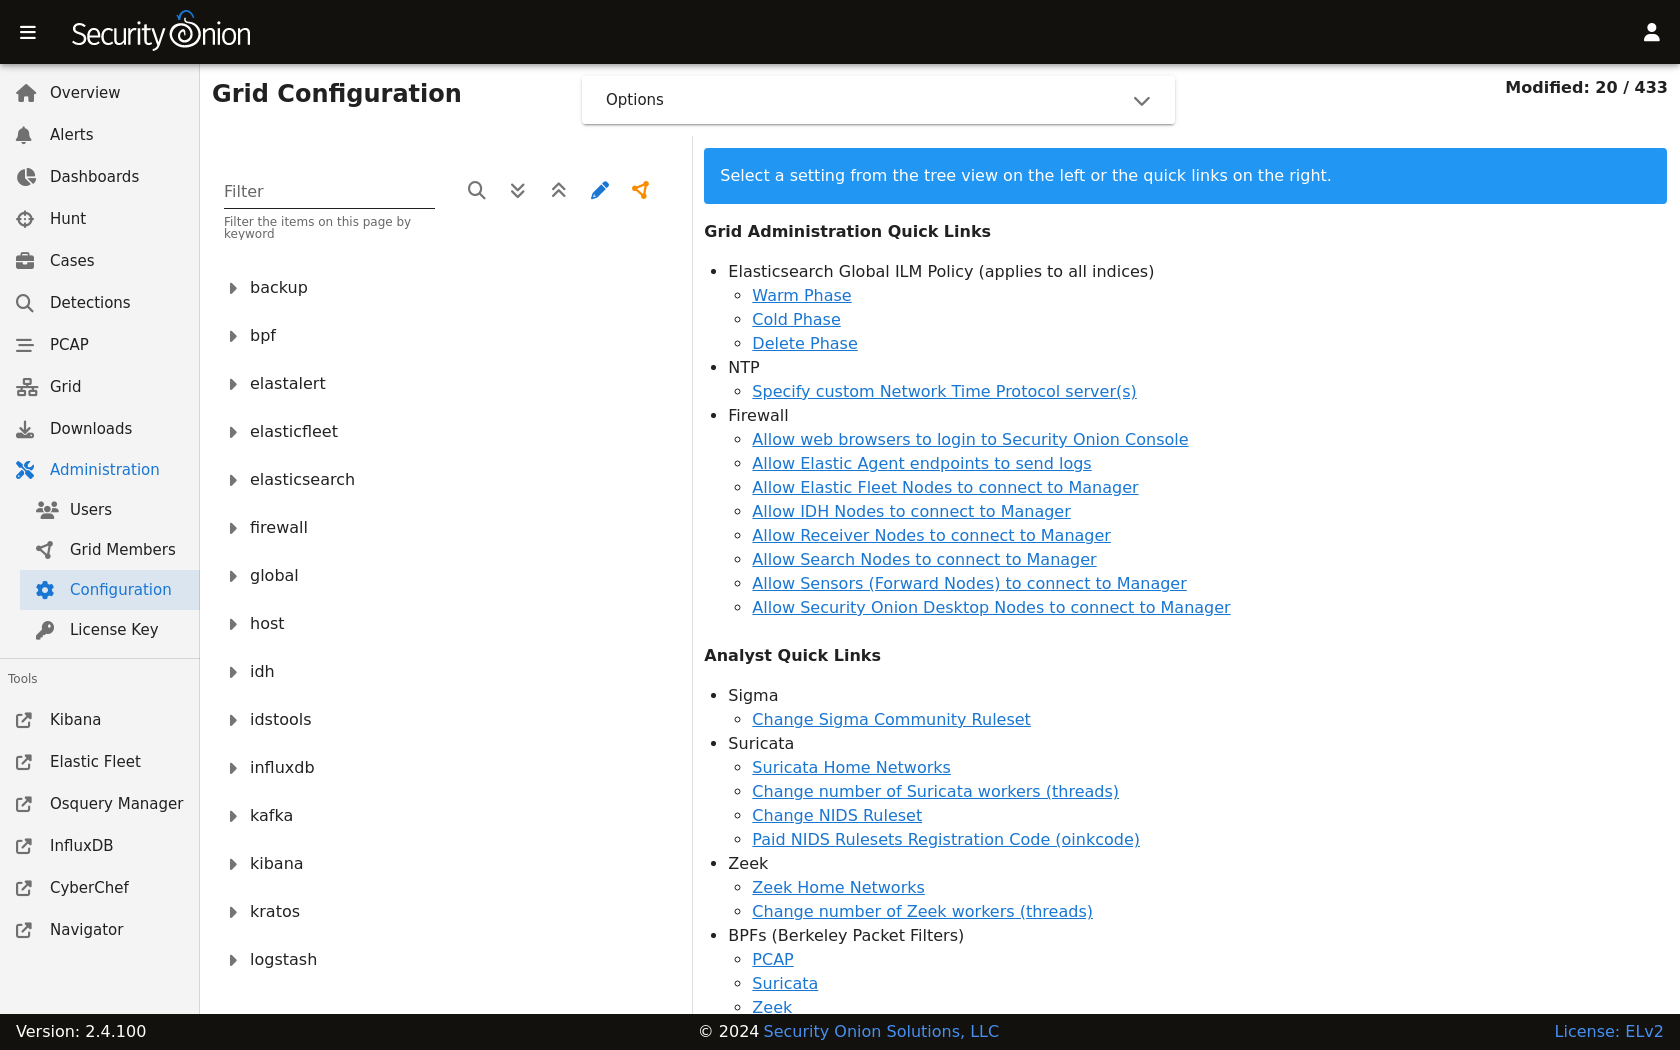 Security Onion
Overview
Alerts
Dashboards
Hunt
Cases
Detections
PCAP
Grid
Downloads
Administration
Users
Grid Members
Configuration
License Key
Tools
Kibana
Elastic Fleet
Osquery Manager
InfluxDB
CyberChef
Navigator
Grid Configuration
Options
Modified: 20 / 433
Filter
Filter the items on this page by
keyword
backup
bpf
elastalert
elasticfleet
elasticsearch
firewall
global
host
idh
idstools
influxdb
kafka
kibana
kratos
logstash
Select a setting from the tree view on the left or the quick links on the right.
Grid Administration Quick Links
Elasticsearch Global ILM Policy (applies to all indices)
Warm Phase
Cold Phase
Delete Phase
NTP
Specify custom Network Time Protocol server(s)
Firewall
Allow web browsers to login to Security Onion Console
Allow Elastic Agent endpoints to send logs
Allow Elastic Fleet Nodes to connect to Manager
Allow IDH Nodes to connect to Manager
Allow Receiver Nodes to connect to Manager
Allow Search Nodes to connect to Manager
Allow Sensors (Forward Nodes) to connect to Manager
Allow Security Onion Desktop Nodes to connect to Manager
Analyst Quick Links
Sigma
Change Sigma Community Ruleset
Suricata
Suricata Home Networks
Change number of Suricata workers (threads)
Change NIDS Ruleset
Paid NIDS Rulesets Registration Code (oinkcode)
Zeek
Zeek Home Networks
Change number of Zeek workers (threads)
BPFs (Berkeley Packet Filters)
PCAP
Suricata
Zeek
Version: 2.4.100
© 2024 Security Onion Solutions, LLC
License: ELv2